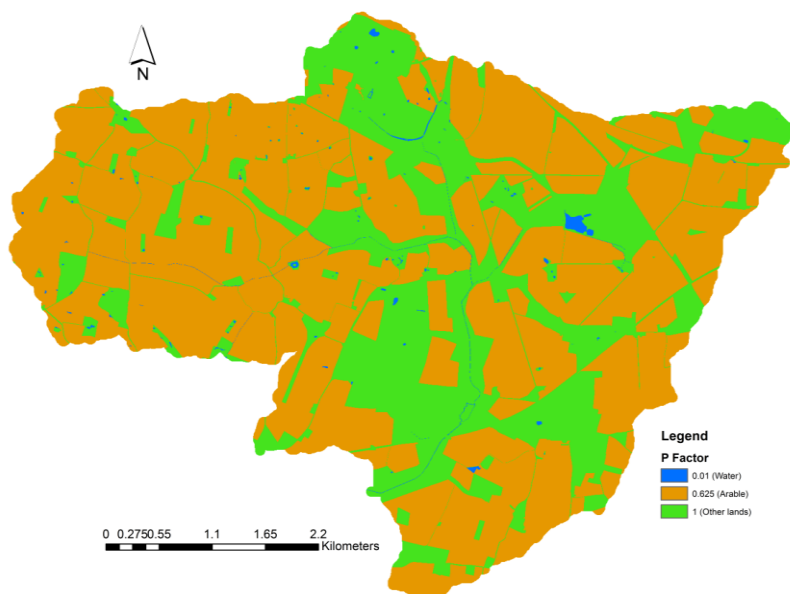 N
Legend
P Factor
0.01 (Water)
0.625 (Arable)
1 (Other lands)
0 0.2750.55 1.1 1.65 2.2
Kilometers